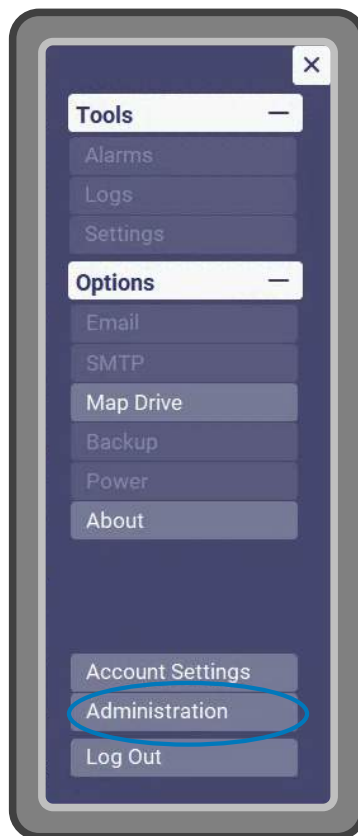 Tools
Alarms
Logs
Settings
Options
Email
SMTP
Map Drive
Backup
Power
About
Account Settings
Administration
Log Out